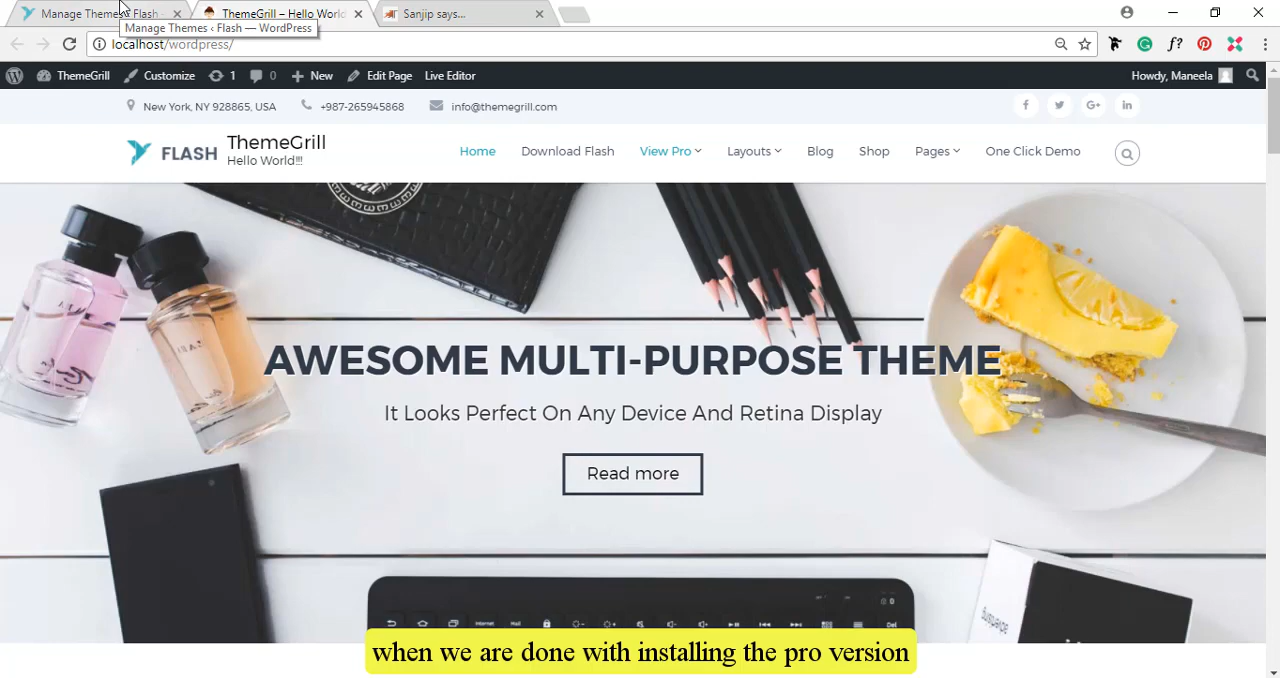 Manage Themes ‹ Flash
ThemeGrill – Hello World
Sanjip says...
Manage Themes ‹ Flash — WordPress
localhost/wordpress/
f?
ThemeGrill
Customize
1
0
New
Edit Page
Live Editor
Howdy, Maneela
New York, NY 928865, USA
+987-265945868
info@themegrill.com
FLASH
ThemeGrill
Hello World!!!
Home
Download Flash
View Pro
Layouts
Blog
Shop
Pages
One Click Demo
AWESOME MULTI-PURPOSE THEME
It Looks Perfect On Any Device And Retina Display
Read more
when we are done with installing the pro version